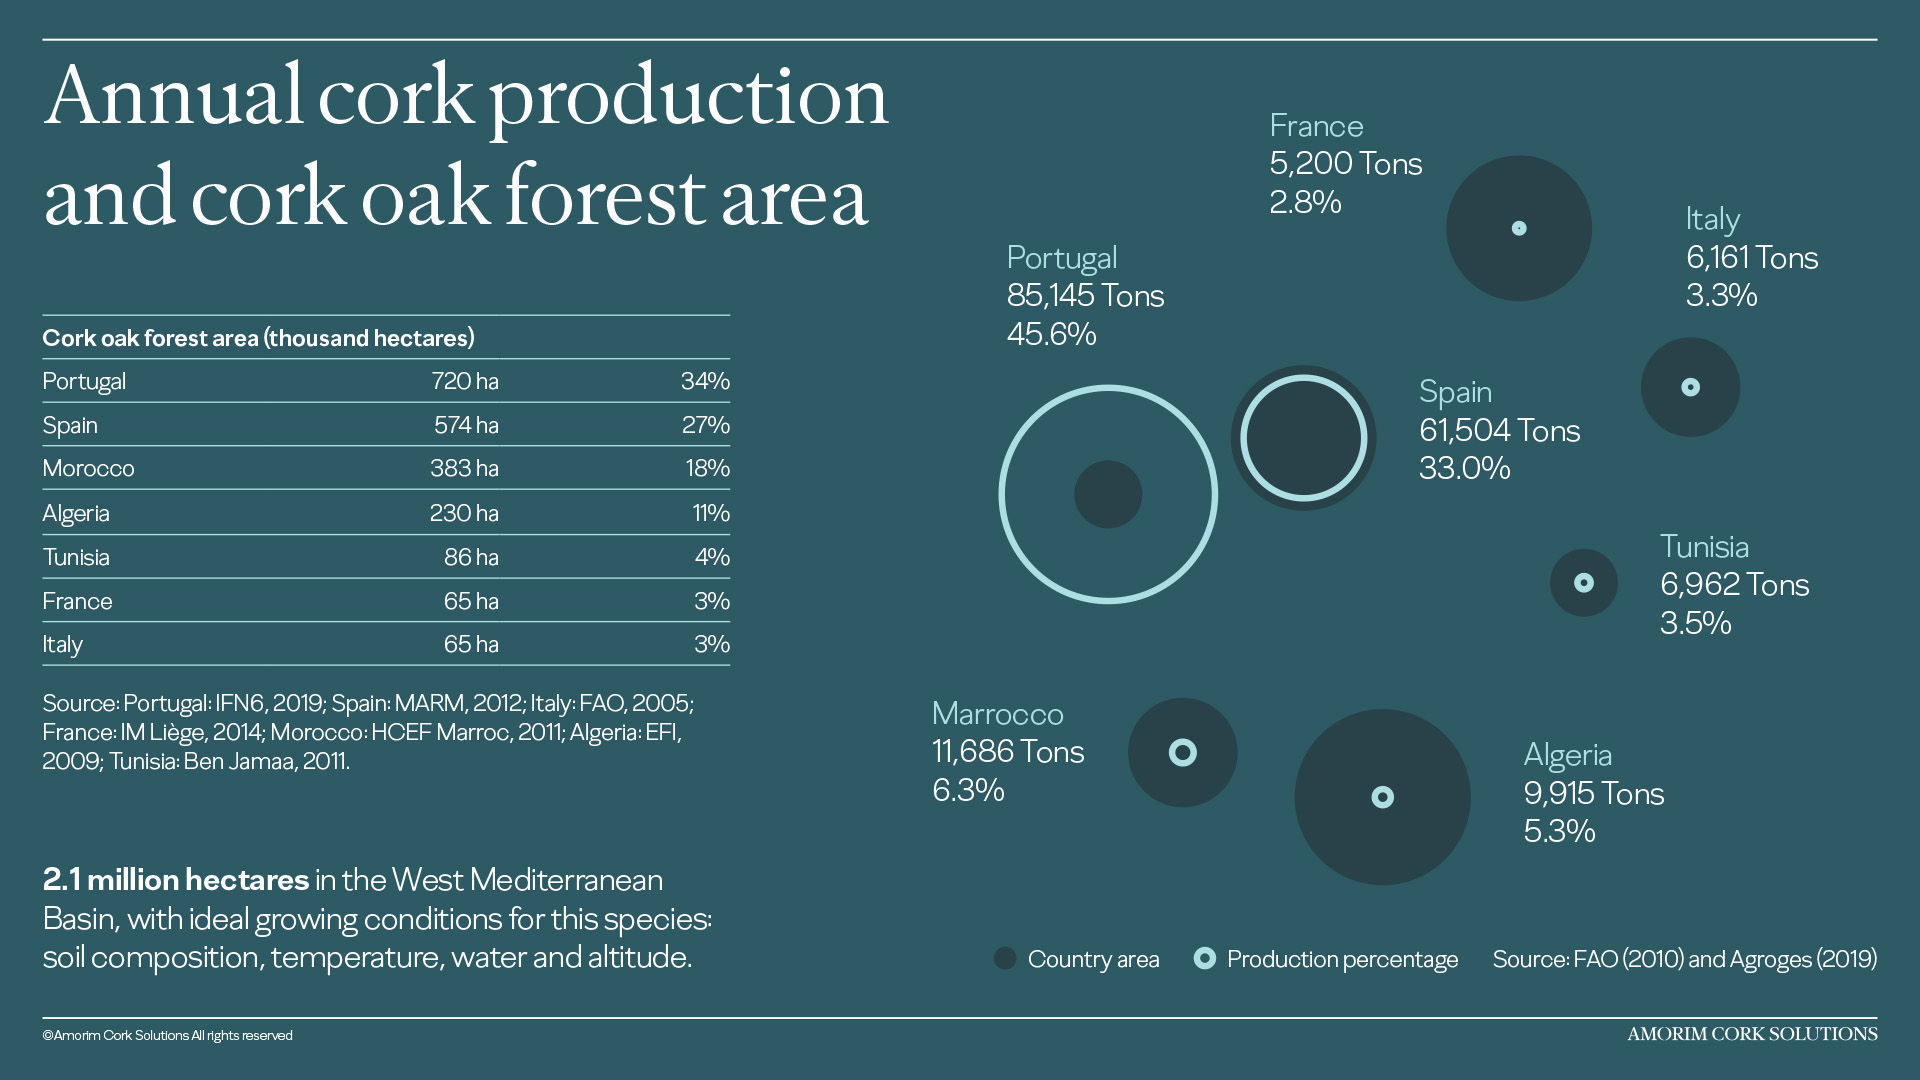 Annual cork production
and cork oak forest area
Cork oak forest area (thousand hectares)
Portugal 720 ha 34%
Spain 574 ha 27%
Morocco 383 ha 18%
Algeria 230 ha 11%
Tunisia 86 ha 4%
France 65 ha 3%
Italy 65 ha 3%
Source: Portugal: IFN6, 2019; Spain: MARM, 2012; Italy: FAO, 2005;
France: IM Liège, 2014; Morocco: HCEF Marroc, 2011; Algeria: EFI,
2009; Tunisia: Ben Jamaa, 2011.
2.1 million hectares in the West Mediterranean
Basin, with ideal growing conditions for this species:
soil composition, temperature, water and altitude.
France
5,200 Tons
2.8%
Italy
6,161 Tons
3.3%
Portugal
85,145 Tons
45.6%
Spain
61,504 Tons
33.0%
Tunisia
6,962 Tons
3.5%
Marrocco
11,686 Tons
6.3%
Algeria
9,915 Tons
5.3%
Country area Production percentage Source: FAO (2010) and Agroges (2019)
©Amorim Cork Solutions All rights reserved
AMORIM CORK SOLUTIONS